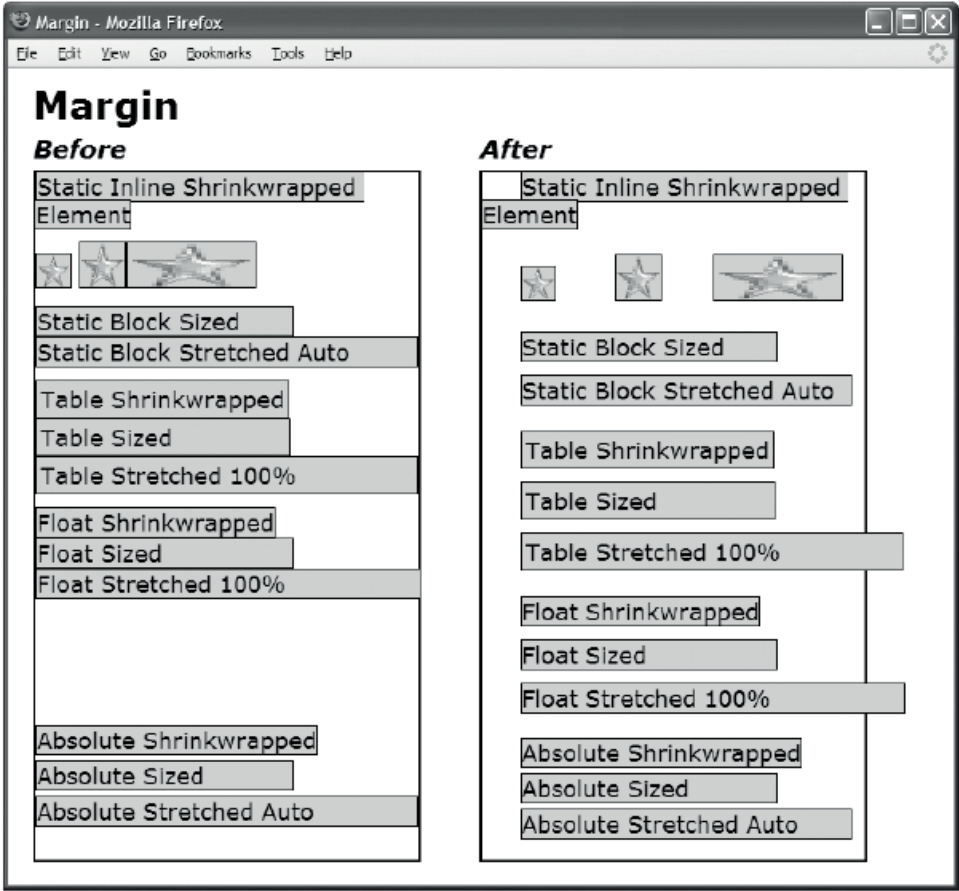 Margin - Mozilla Firefox
File Edit View Go Bookmarks Tools Help
Margin
Before
Static Inline Shrinkwrapped
Element
Static Block Sized
Static Block Stretched Auto
Table Shrinkwrapped
Table Sized
Table Stretched 100%
Float Shrinkwrapped
Float Sized
Float Stretched 100%
Absolute Shrinkwrapped
Absolute Sized
Absolute Stretched Auto
After
Static Inline Shrinkwrapped
Element
Static Block Sized
Static Block Stretched Auto
Table Shrinkwrapped
Table Sized
Table Stretched 100%
Float Shrinkwrapped
Float Sized
Float Stretched 100%
Absolute Shrinkwrapped
Absolute Sized
Absolute Stretched Auto